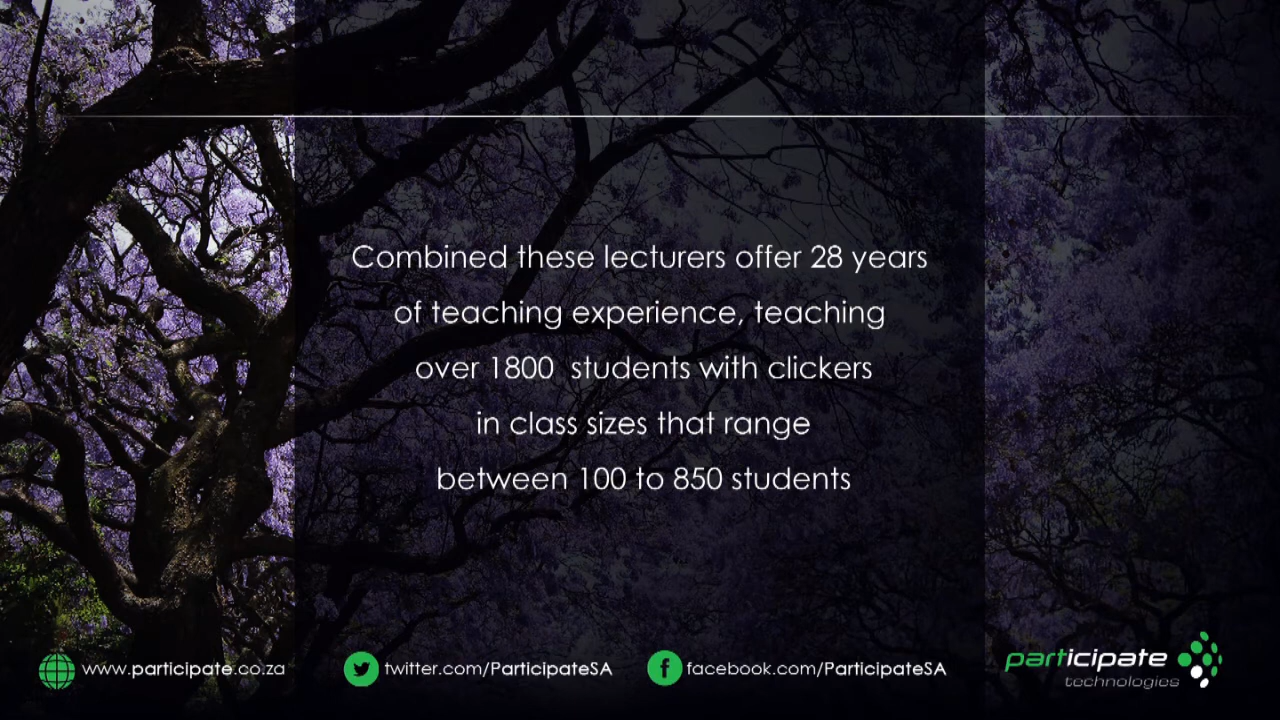 Combined these lecturers offer 28 years
of teaching experience, teaching
over 1800  students with clickers
in class sizes that range
between 100 to 850 students
www.participate.co.za
twitter.com/ParticipateSA
facebook.com/ParticipateSA
participate
technologies